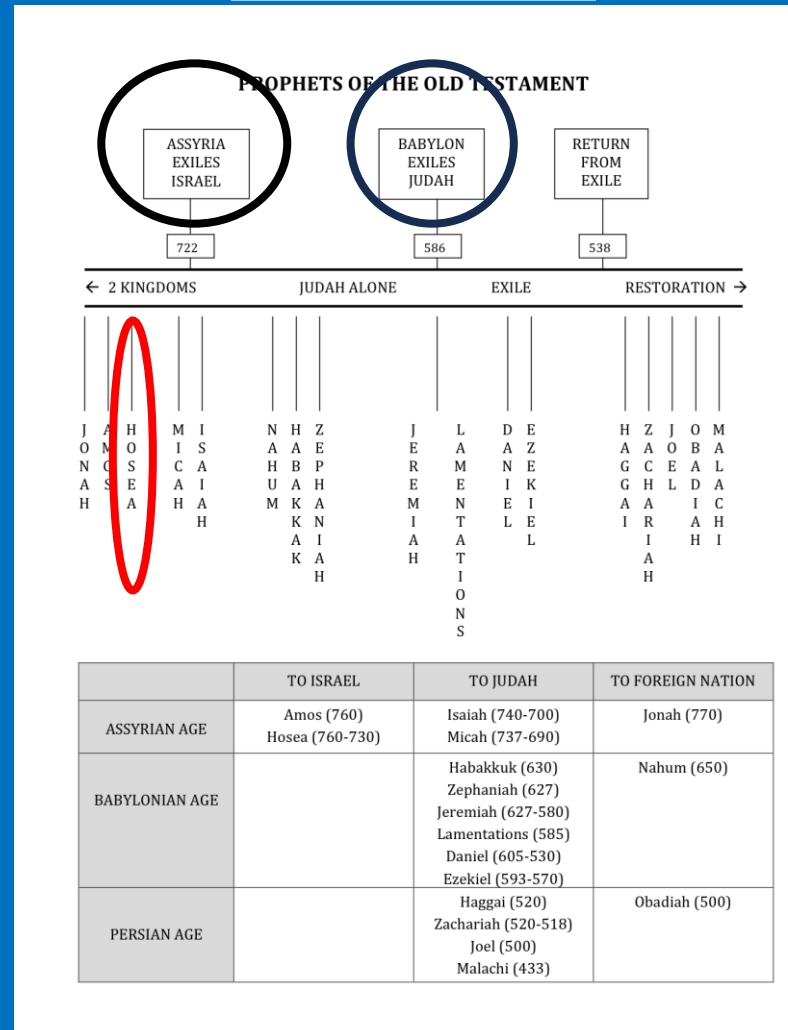 PROPHETS OF THE OLD TESTAMENT
ASSYRIA
EXILES
ISRAEL
BABYLON
EXILES
JUDAH
RETURN
FROM
EXILE
722
586
538
← 2 KINGDOMS
JUDAH ALONE
EXILE
RESTORATION →
JONAH
AMOS
HOSEA
MICAH
ISAIAH
NAHUM
HABAKKAK
ZEPHANIAH
JEREMIAH
LAMENTATIONS
DANIEL
EZEKIEL
HAGGAI
ZACHARIAH
JOEL
OBADIAH
MALACHI
TO ISRAEL
TO JUDAH
TO FOREIGN NATION
ASSYRIAN AGE
Amos (760)
Hosea (760-730)
Isaiah (740-700)
Micah (737-690)
Jonah (770)
BABYLONIAN AGE
Habakkuk (630)
Zephaniah (627)
Jeremiah (627-580)
Lamentations (585)
Daniel (605-530)
Ezekiel (593-570)
Nahum (650)
PERSIAN AGE
Haggai (520)
Zachariah (520-518)
Joel (500)
Malachi (433)
Obadiah (500)